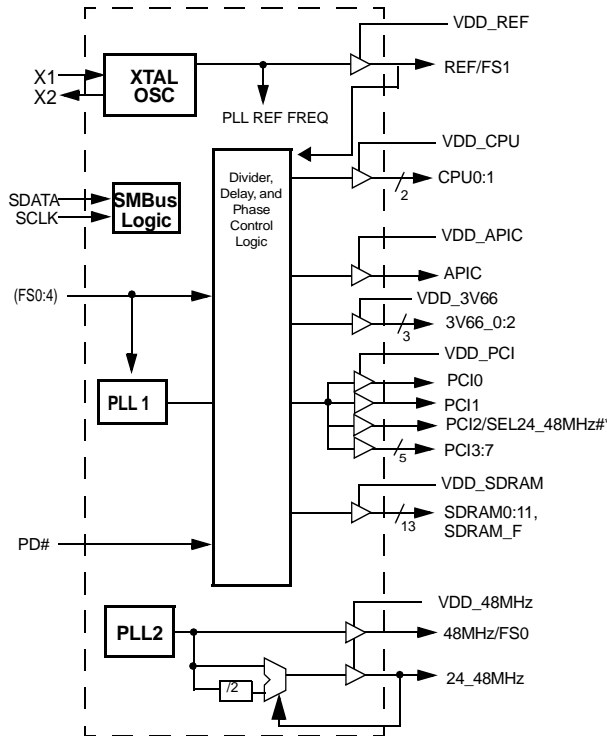 VDD_REF
X1
X2
XTAL
OSC
REF/FS1
PLL REF FREQ
VDD_CPU
Divider,
Delay, and
Phase
Control
Logic
CPU0:1
2
SDATA
SCLK
SMBus
Logic
VDD_APIC
APIC
(FS0:4)
VDD_3V66
3V66_0:2
3
VDD_PCI
PLL 1
PCI0
PCI1
PCI2/SEL24_48MHz#*
PCI3:7
5
VDD_SDRAM
SDRAM0:11,
SDRAM_F
13
PD#
VDD_48MHz
PLL2
48MHz/FS0
/2
24_48MHz